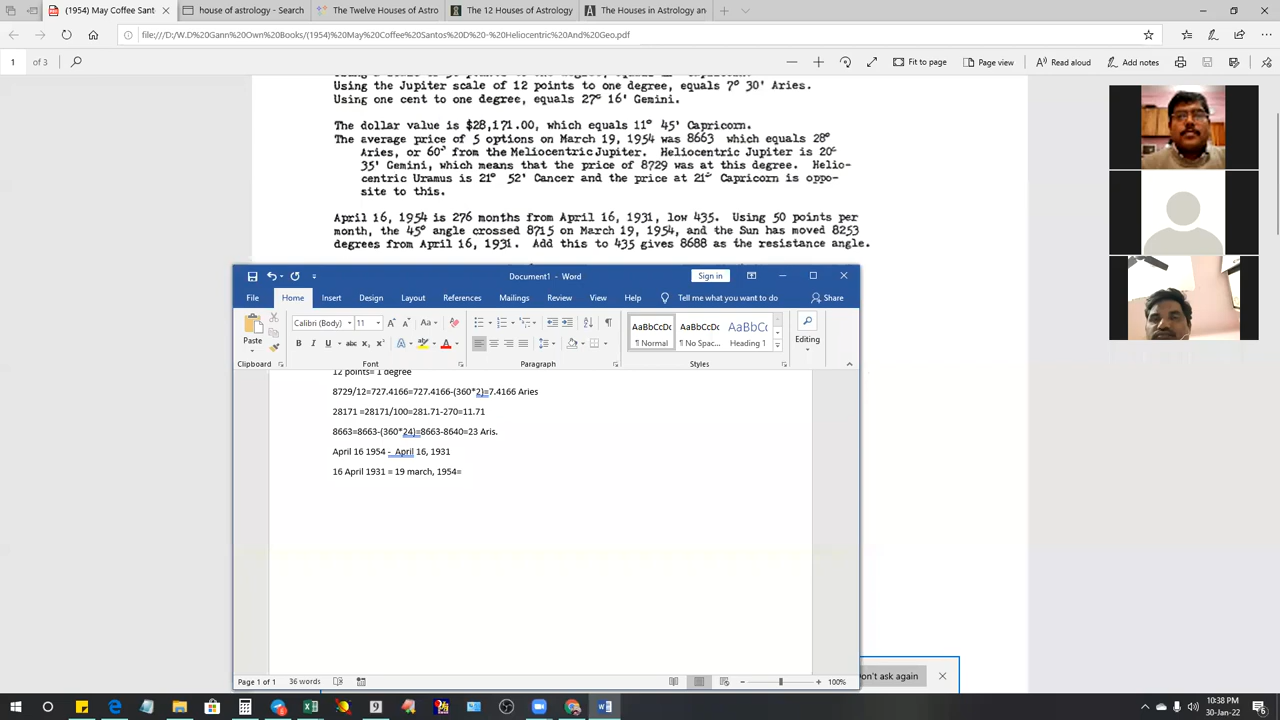 (1954) May Coffee Sant
house of astrology - Search
The Twelve Houses of Astro
The 12 Houses of Astrology
The Houses in Astrology an
file:///D:/W.D%20Gann%20Own%20Books/(1954)%20May%20Coffee%20Santos%20D%20-%20Heliocentric%20And%20Geo.pdf
1 of 3
Fit to page
Page view
Read aloud
Add notes
Using the Jupiter scale of 12 points to one degree, equals 7° 30' Aries.
Using one cent to one degree, equals 27° 16' Gemini.
The dollar value is $28,171.00, which equals 11° 45' Capricorn.
The average price of 5 options on March 19, 1954 was 8663 which equals 28°
Aries, or 60° from the MeliocentricJupiter. Heliocentric Jupiter is 20°
35' Gemini, which means that the price of 8729 was at this degree. Helio-
centric Uramus is 21° 52' Cancer and the price at 21° Capricorn is oppo-
site to this.
April 16, 1954 is 276 months from April 16, 1931, low 435. Using 50 points per
month, the 45° angle crossed 8715 on March 19, 1954, and the Sun has moved 8253
degrees from April 16, 1931. Add this to 435 gives 8688 as the resistance angle.
Document1 - Word
Sign in
File Home Insert Design Layout References Mailings Review View Help Tell me what you want to do Share
Paste
Calibri (Body) 11
AaBbCcDc AaBbCcDc AaBbCc
¶ Normal ¶ No Spac... Heading 1
Editing
Clipboard Font Paragraph Styles
12 points= 1 degree
8729/12=727.4166=727.4166-(360*2)=7.4166 Aries
28171 =28171/100=281.71-270=11.71
8663=8663-(360*24)=8663-8640=23 Aris.
April 16 1954 - April 16, 1931
16 April 1931 = 19 march, 1954=
Page 1 of 1 36 words
100%
on't ask again
10:38 PM
30-Jan-22